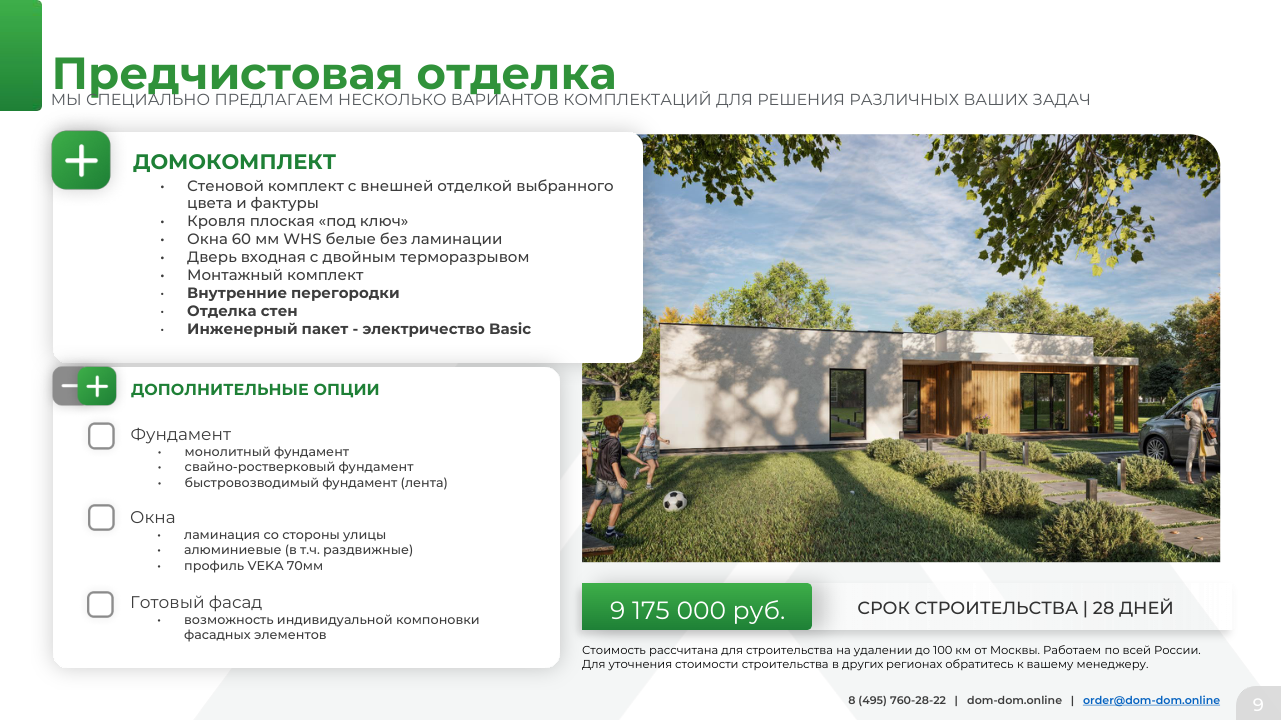 Предчистовая отделка
МЫ СПЕЦИАЛЬНО ПРЕДЛАГАЕМ НЕСКОЛЬКО ВАРИАНТОВ КОМПЛЕКТАЦИЙ ДЛЯ РЕШЕНИЯ РАЗЛИЧНЫХ ВАШИХ ЗАДАЧ
ДОМОКОМПЛЕКТ
• Стеновой комплект с внешней отделкой выбранного
цвета и фактуры
• Кровля плоская «под ключ»
• Окна 60 мм WHS белые без ламинации
• Дверь входная с двойным терморазрывом
• Монтажный комплект
• Внутренние перегородки
• Отделка стен
• Инженерный пакет - электричество Basic
ДОПОЛНИТЕЛЬНЫЕ ОПЦИИ
Фундамент
• монолитный фундамент
• свайно-ростверковый фундамент
• быстровозводимый фундамент (лента)
Окна
• ламинация со стороны улицы
• алюминиевые (в т.ч. раздвижные)
• профиль VEKA 70мм
Готовый фасад
• возможность индивидуальной компоновки
фасадных элементов
9 175 000 руб.
СРОК СТРОИТЕЛЬСТВА | 28 ДНЕЙ
Стоимость рассчитана для строительства на удалении до 100 км от Москвы. Работаем по всей России.
Для уточнения стоимости строительства в других регионах обратитесь к вашему менеджеру.
8 (495) 760-28-22 | dom-dom.online | order@dom-dom.online
9